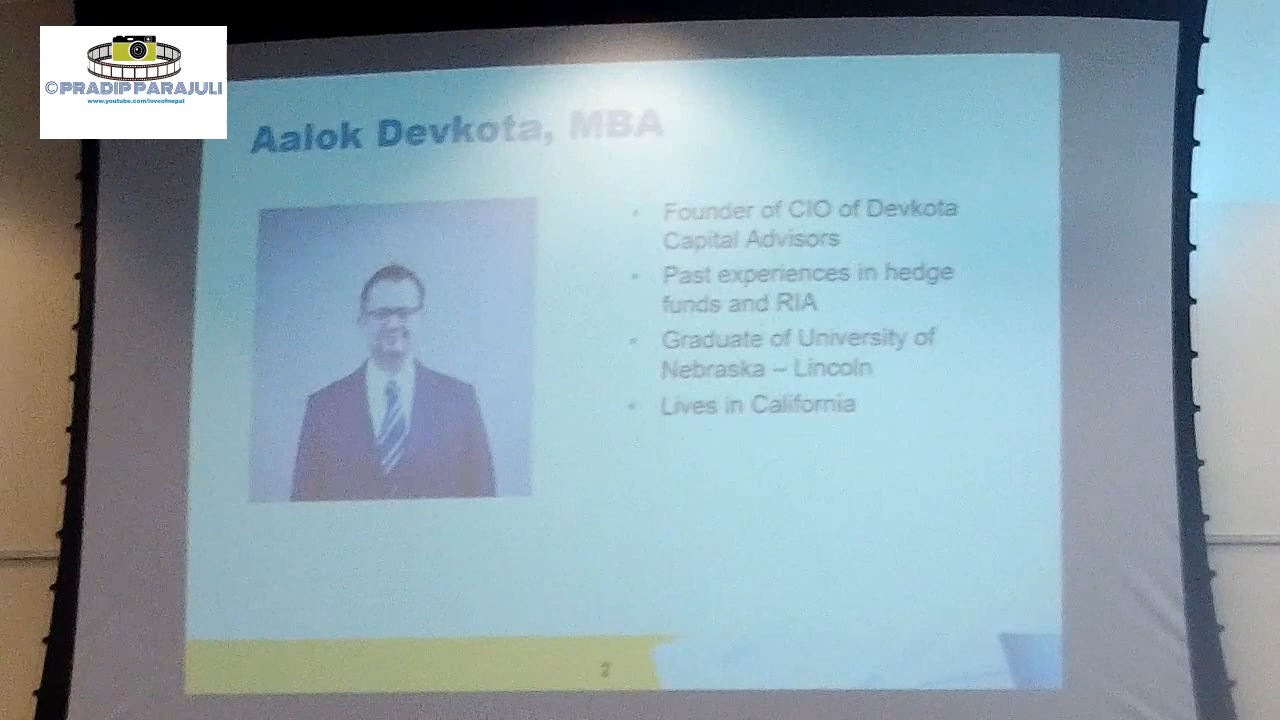 ©PRADIP PARAJULI
www.youtube.com/loveofnepal
Aalok Devkota, MBA
• Founder of CIO of Devkota
Capital Advisors
• Past experiences in hedge
funds and RIA
• Graduate of University of
Nebraska – Lincoln
• Lives in California
2